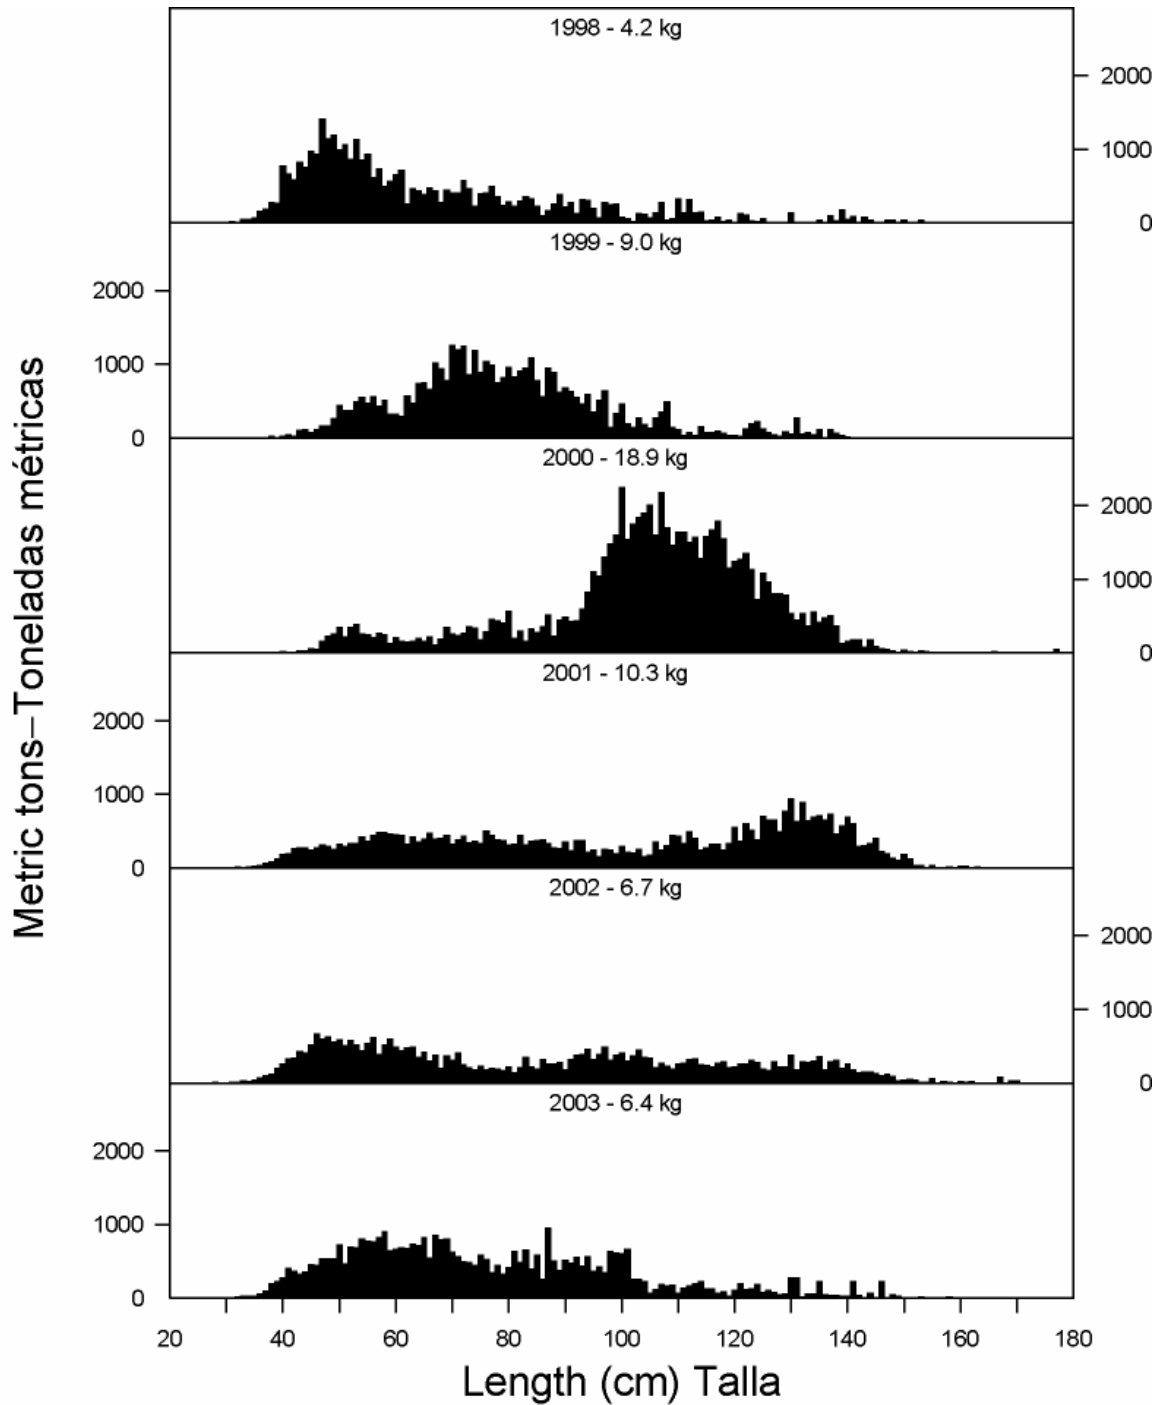 1998 - 4.2 kg
2000
1000
0
1999 - 9.0 kg
2000
1000
0
2000 - 18.9 kg
2000
1000
0
2001 - 10.3 kg
2000
1000
0
2002 - 6.7 kg
2000
1000
0
2003 - 6.4 kg
2000
1000
0
Metric tons–Toneladas métricas
20 40 60 80 100 120 140 160 180
Length (cm) Talla